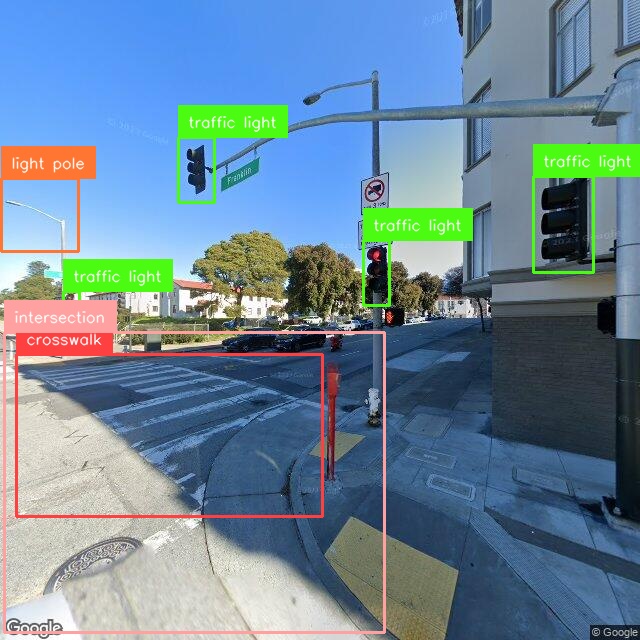 traffic light
light pole
traffic light
Franklin
traffic light
traffic light
intersection
crosswalk
Google
© Google